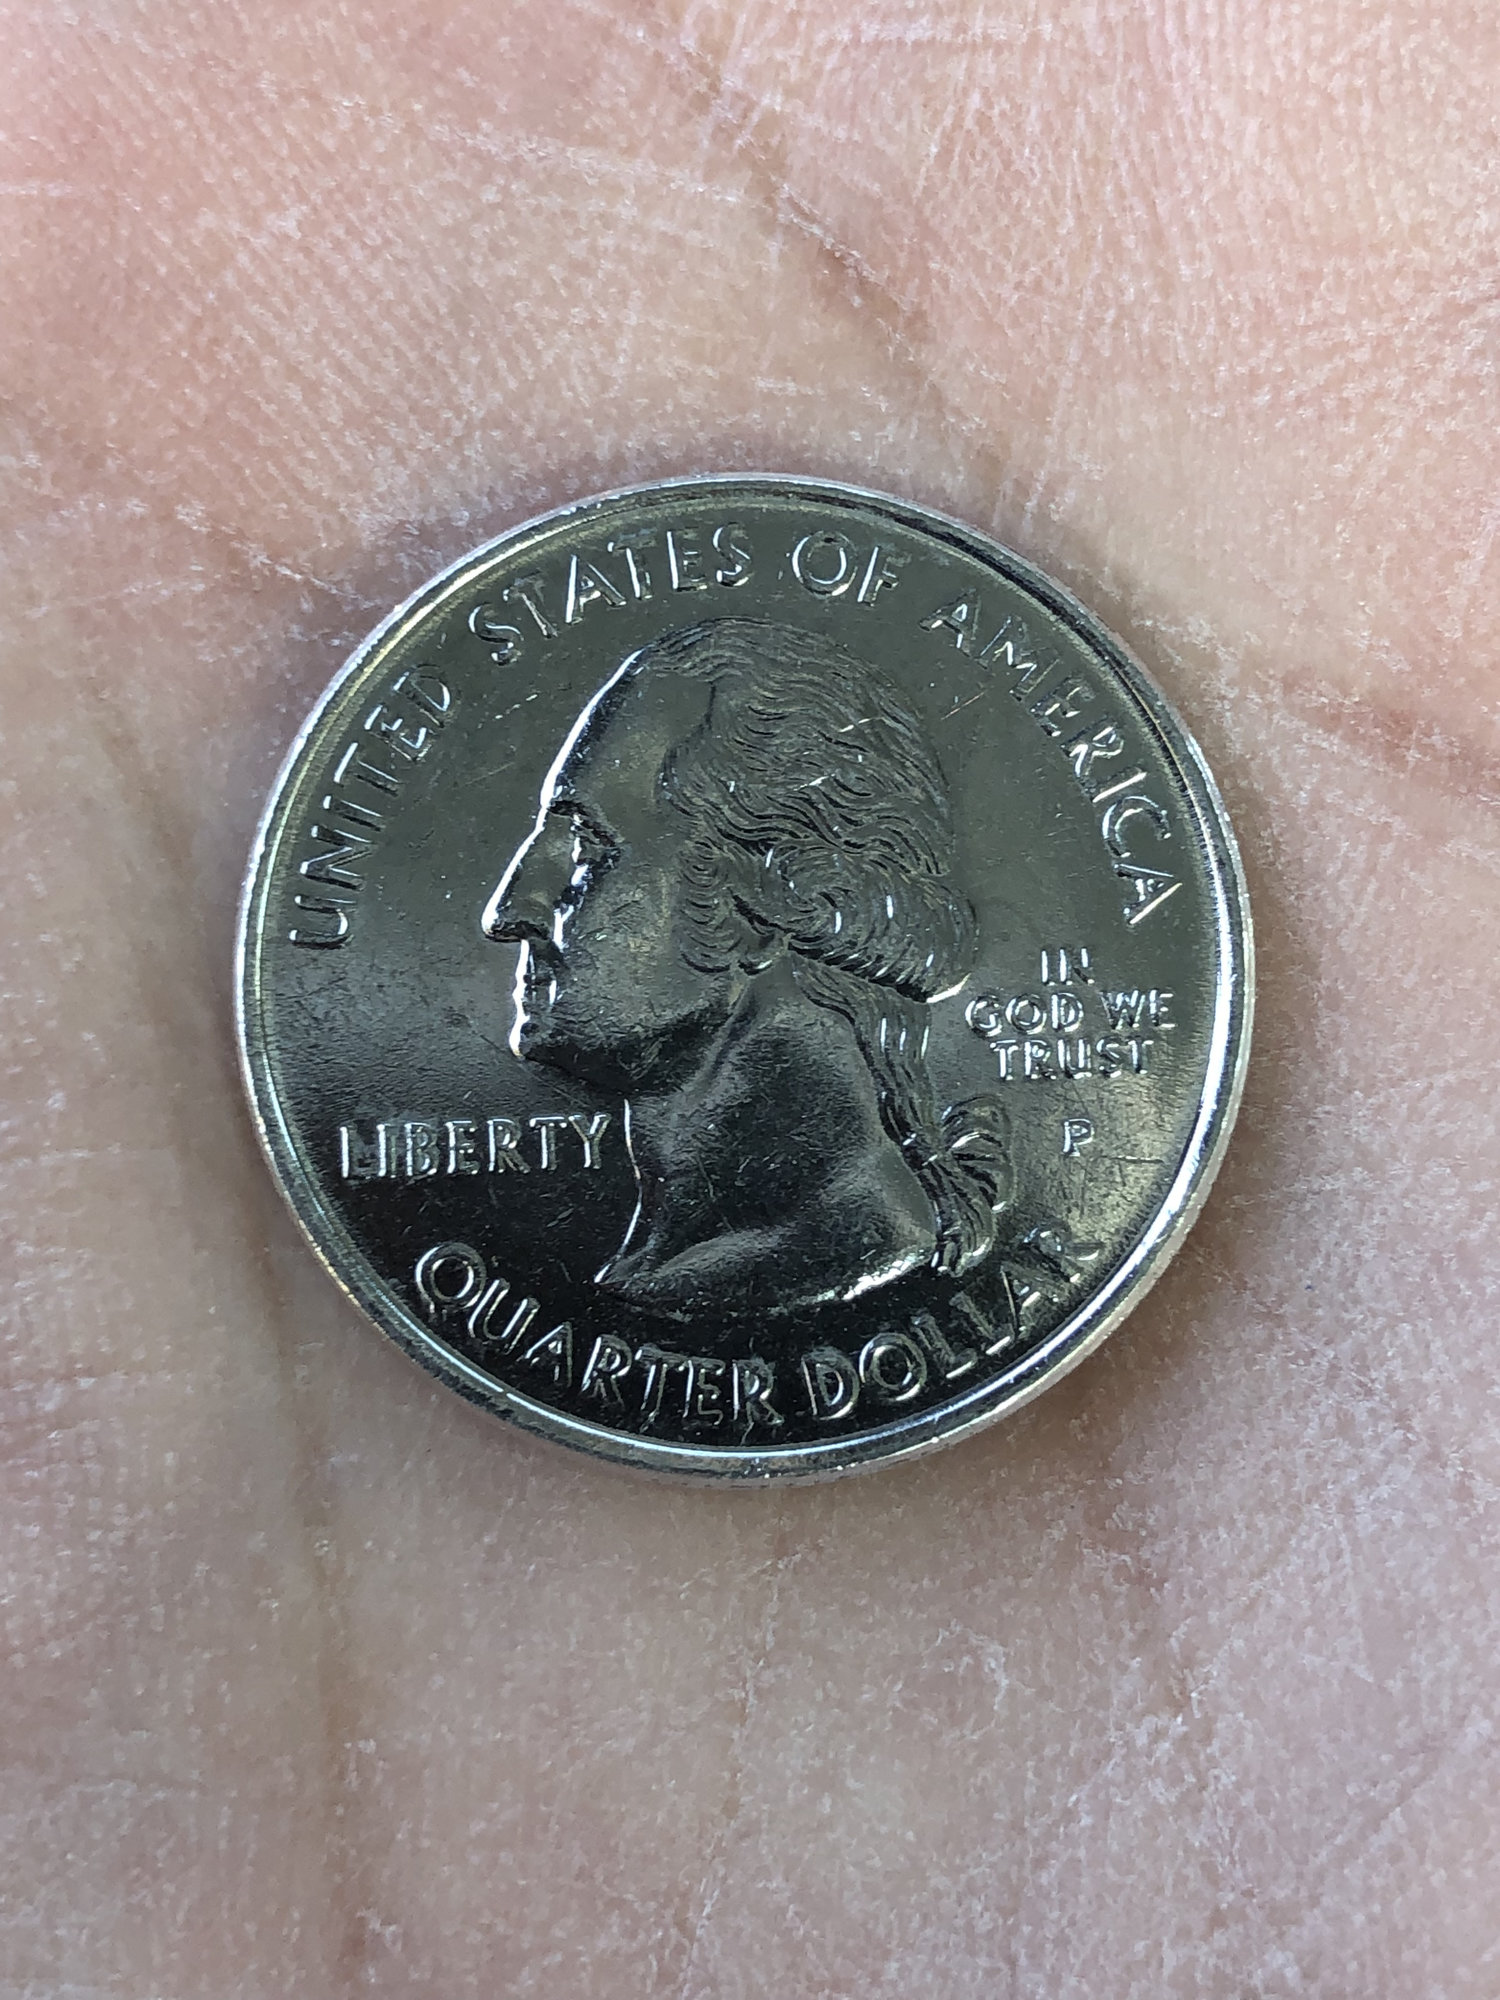 UNITED STATES OF AMERICA
IN
GOD WE
TRUST
LIBERTY
P
QUARTER DOLLAR